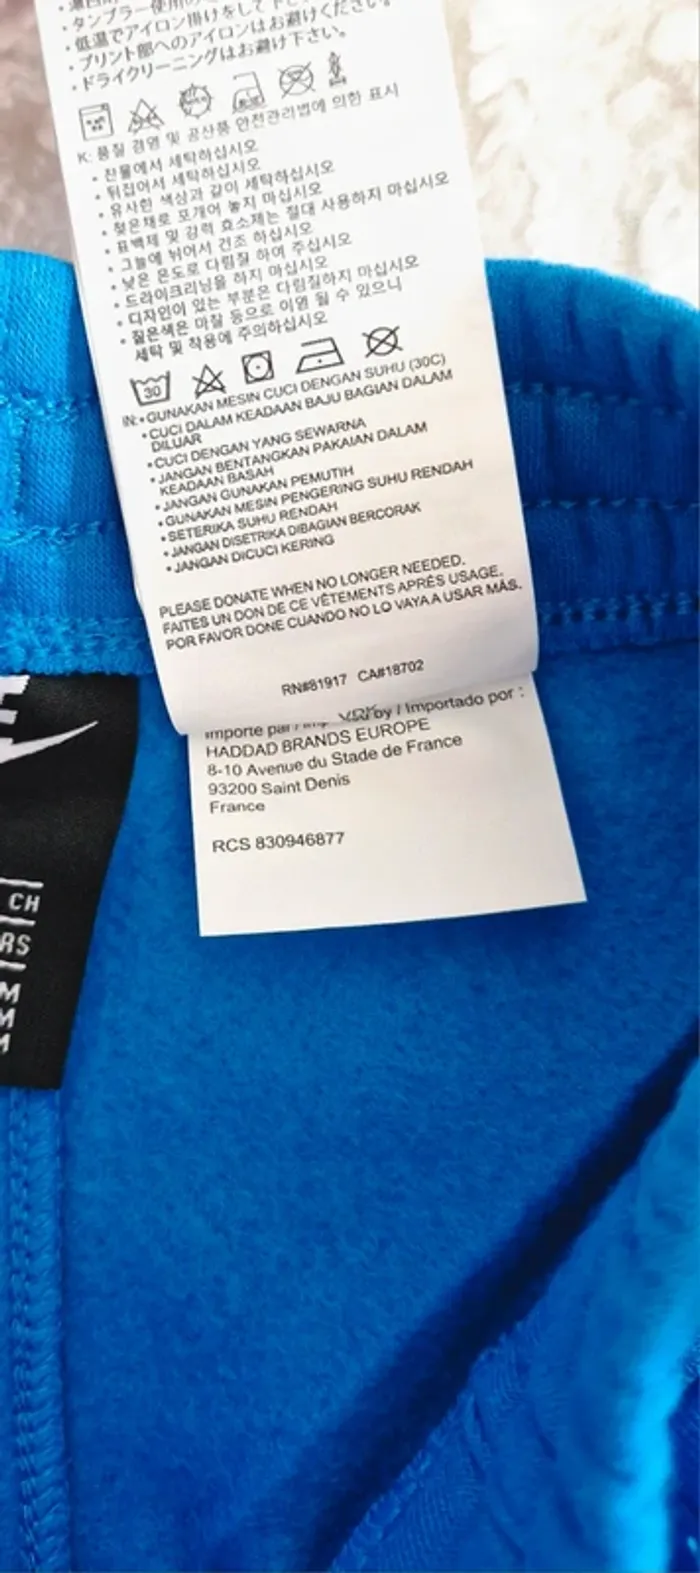 ・タンブラー使用の
・低温でアイロン掛けをして下さい
・プリント部へのアイロンはお避けください。
・ドライクリーニングはお避け下さい。
K: 품질 경영 및 공산품 안전관리법에 의한 표시
• 찬물에서 세탁하십시오
• 뒤집어서 세탁하십시오
• 유사한 색상과 같이 세탁하십시오
• 젖은채로 포개어 놓지 마십시오
• 표백제 및 강력 효소제는 절대 사용하지 마십시오
• 그늘에 뉘어서 건조 하십시오
• 낮은 온도로 다림질 하여 주십시오
• 드라이크리닝을 하지 마십시오
• 디자인이 있는 부분은 다림질하지 마십시오
• 짙은색은 마찰 등으로 이염 될 수 있으니
세탁 및 착용에 주의하십시오
30
IN: • GUNAKAN MESIN CUCI DENGAN SUHU (30C)
• CUCI DALAM KEADAAN BAJU BAGIAN DALAM
DILUAR
• CUCI DENGAN YANG SEWARNA
• JANGAN BENTANGKAN PAKAIAN DALAM
KEADAAN BASAH
• JANGAN GUNAKAN PEMUTIH
• GUNAKAN MESIN PENGERING SUHU RENDAH
• SETERIKA SUHU RENDAH
• JANGAN DISETRIKA DIBAGIAN BERCORAK
• JANGAN DICUCI KERING
PLEASE DONATE WHEN NO LONGER NEEDED.
FAITES UN DON DE CE VÊTEMENTS APRÈS USAGE.
POR FAVOR DONE CUANDO NO LO VAYA A USAR MÁS.
RN#81917 CA#18702
Importe par / by / Importado por :
HADDAD BRANDS EUROPE
8-10 Avenue du Stade de France
93200 Saint Denis
France
RCS 830946877
CH
RS
M
M